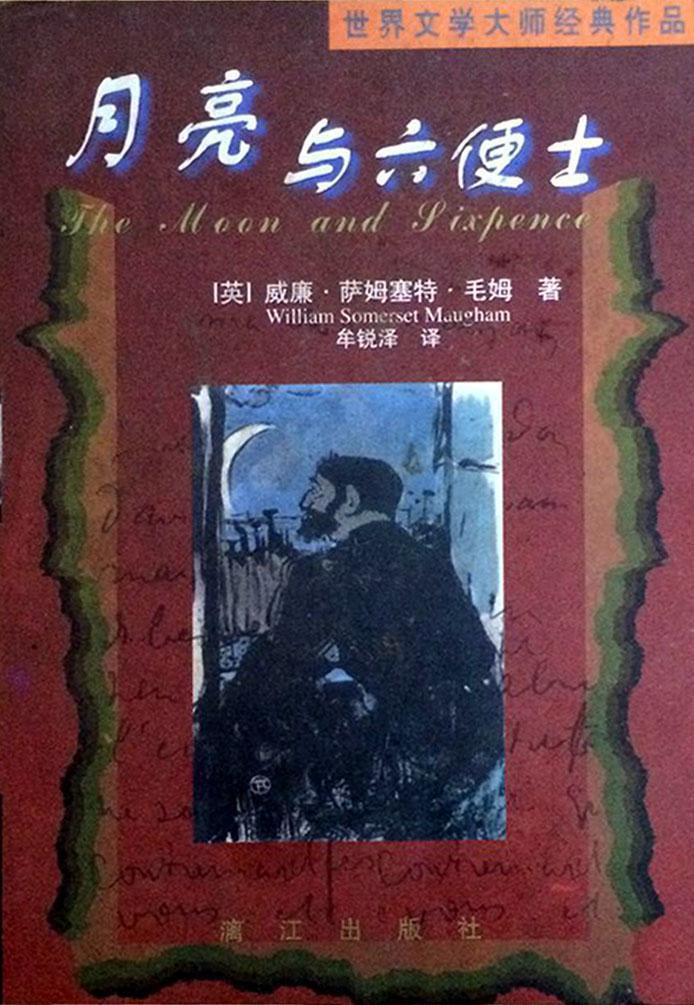 世界文学大师经典作品
月亮与六便士
The Moon and Sixpence
[英] 威廉·萨姆塞特·毛姆 著
William Somerset Maugham
牟锐泽 译
漓江出版社